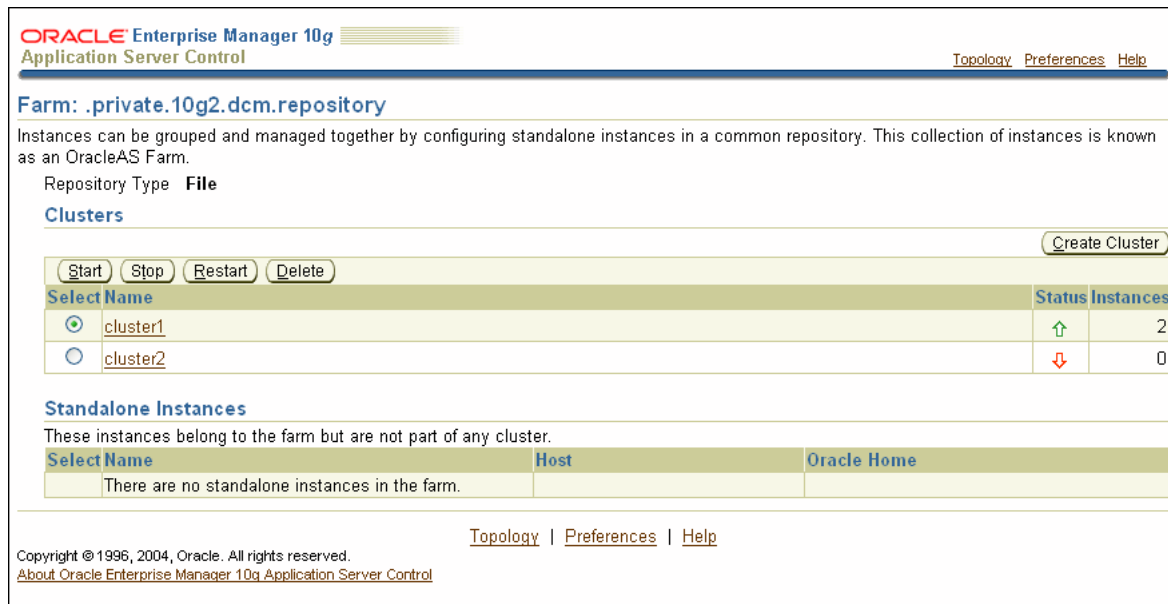 ORACLE Enterprise Manager 10g
Application Server Control
Topology Preferences Help
Farm: .private.10g2.dcm.repository
Instances can be grouped and managed together by configuring standalone instances in a common repository. This collection of instances is known
as an OracleAS Farm.
Repository Type File
Clusters
Create Cluster
Start Stop Restart Delete
Select Name Status Instances
cluster1 2
cluster2 0
Standalone Instances
These instances belong to the farm but are not part of any cluster.
Select Name Host Oracle Home
There are no standalone instances in the farm.
Topology | Preferences | Help
Copyright © 1996, 2004, Oracle. All rights reserved.
About Oracle Enterprise Manager 10g Application Server Control